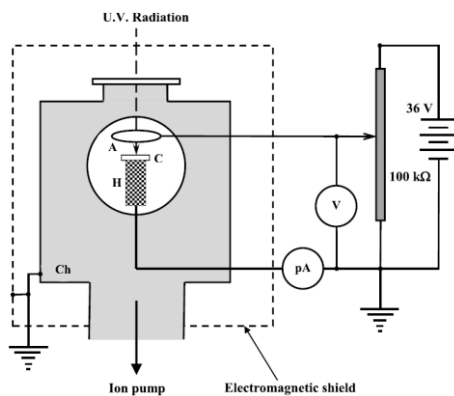 U.V. Radiation
A
C
H
36 V
100 kΩ
V
Ch
pA
Ion pump
Electromagnetic shield